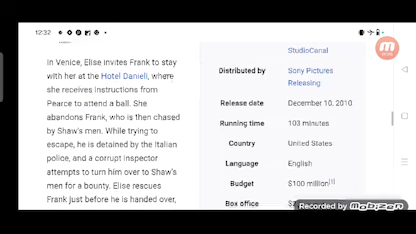 12:32
In Venice, Elise invites Frank to stay
with her at the Hotel Danieli, where
she receives instructions from
Pearce to attend a ball. She
abandons Frank, who is then chased
by Shaw's men. While trying to
escape, he is detained by the Italian
police, and a corrupt inspector
attempts to turn him over to Shaw's
men for a bounty. Elise rescues
Frank just before he is handed over,
StudioCanal
Distributed by Sony Pictures
Releasing
Release date December 10, 2010
Running time 103 minutes
Country United States
Language English
Budget $100 million[1]
Box office
Recorded by Mobizen